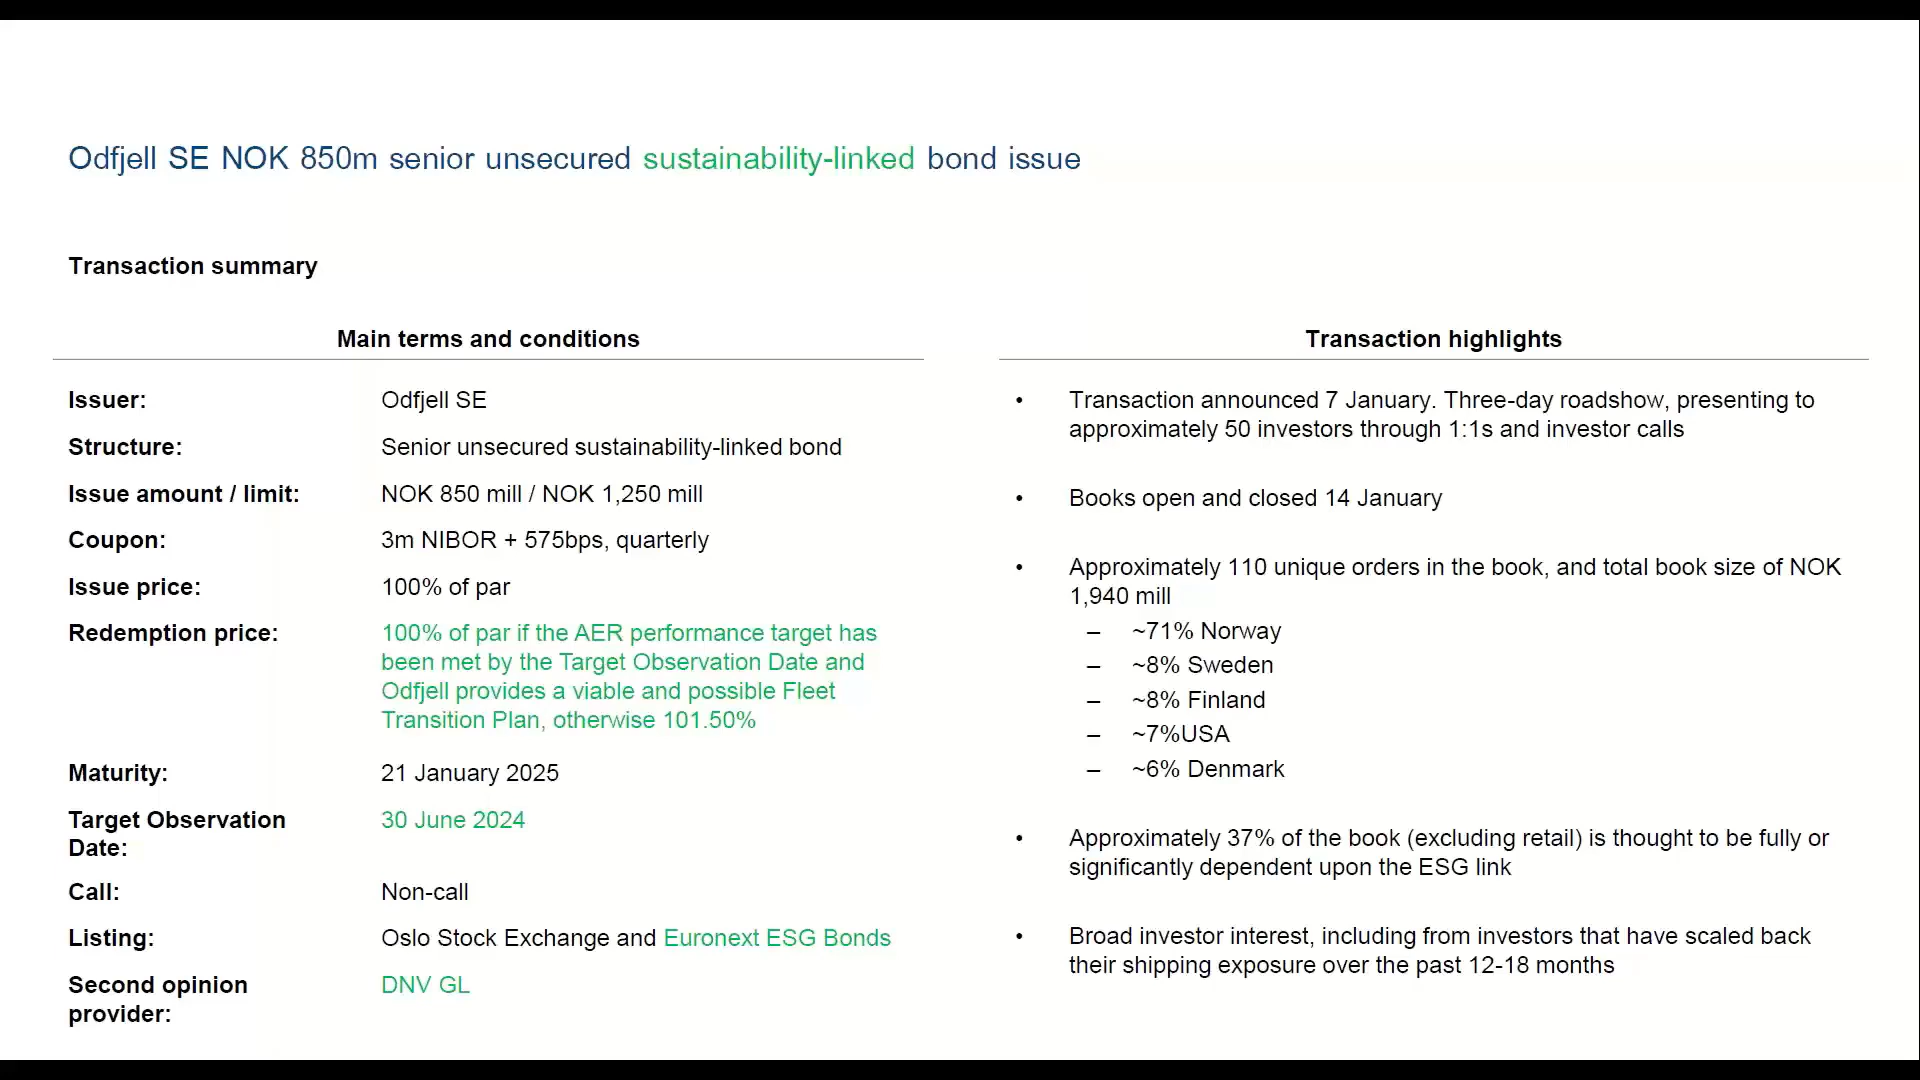 Odfjell SE NOK 850m senior unsecured sustainability-linked bond issue
Transaction summary
Main terms and conditions
Issuer: Odfjell SE
Structure: Senior unsecured sustainability-linked bond
Issue amount / limit: NOK 850 mill / NOK 1,250 mill
Coupon: 3m NIBOR + 575bps, quarterly
Issue price: 100% of par
Redemption price: 100% of par if the AER performance target has
been met by the Target Observation Date and
Odfjell provides a viable and possible Fleet
Transition Plan, otherwise 101.50%
Maturity: 21 January 2025
Target Observation 30 June 2024
Date:
Call: Non-call
Listing: Oslo Stock Exchange and Euronext ESG Bonds
Second opinion DNV GL
provider:
Transaction highlights
• Transaction announced 7 January. Three-day roadshow, presenting to
approximately 50 investors through 1:1s and investor calls
• Books open and closed 14 January
• Approximately 110 unique orders in the book, and total book size of NOK
1,940 mill
– ~71% Norway
– ~8% Sweden
– ~8% Finland
– ~7%USA
– ~6% Denmark
• Approximately 37% of the book (excluding retail) is thought to be fully or
significantly dependent upon the ESG link
• Broad investor interest, including from investors that have scaled back
their shipping exposure over the past 12-18 months